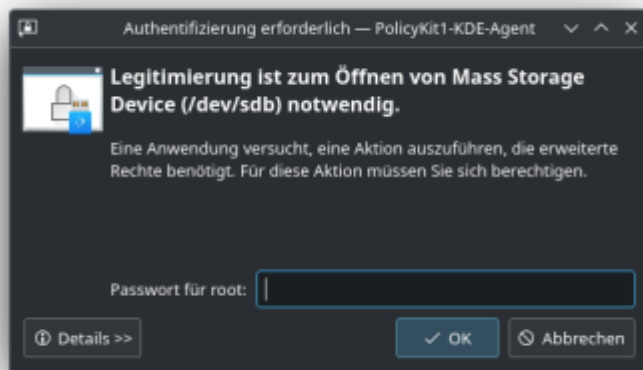 Authentifizierung erforderlich — PolicyKit1-KDE-Agent
Legitimierung ist zum Öffnen von Mass Storage
Device (/dev/sdb) notwendig.
Eine Anwendung versucht, eine Aktion auszuführen, die erweiterte
Rechte benötigt. Für diese Aktion müssen Sie sich berechtigen.
Passwort für root:
Details >>
OK
Abbrechen